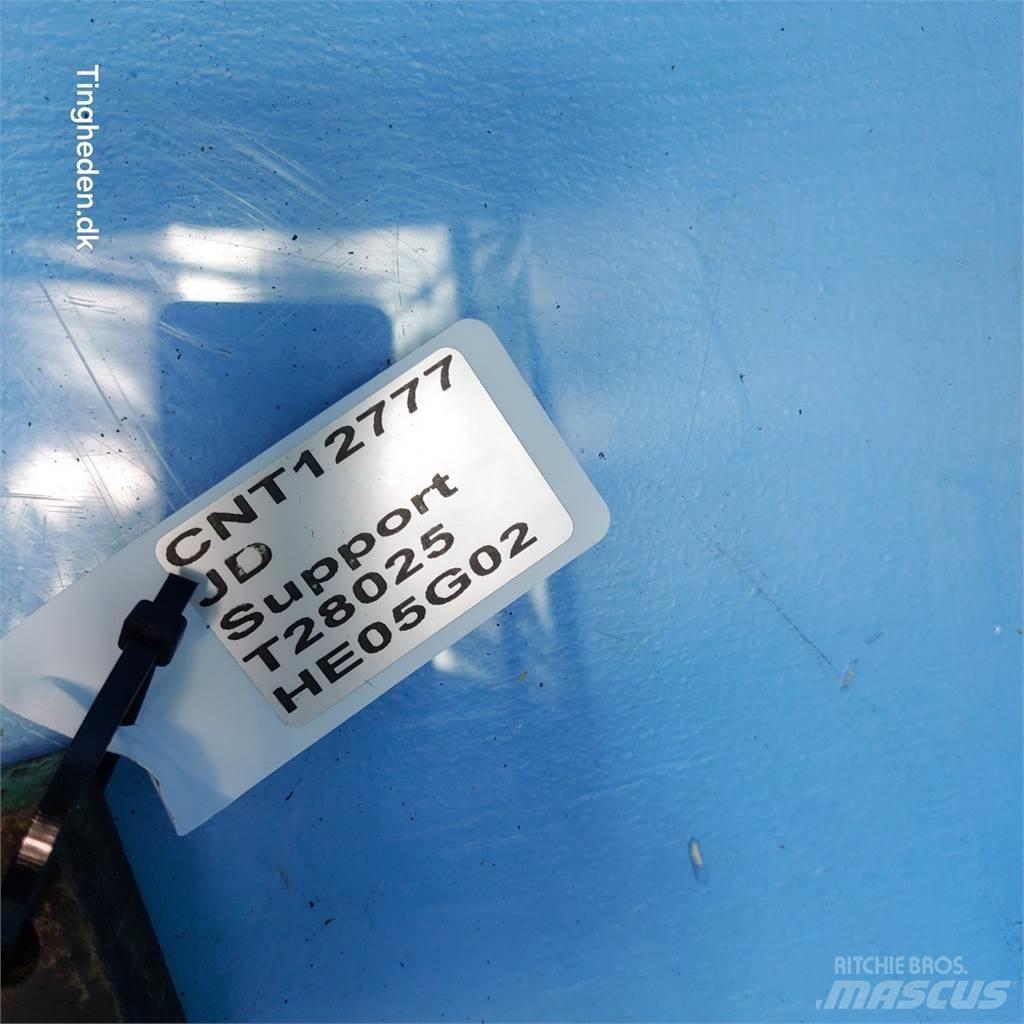 Tingheden.dk
CNT12777
JD
Support
T28025
HE05G02
RITCHIE BROS.
MASCUS